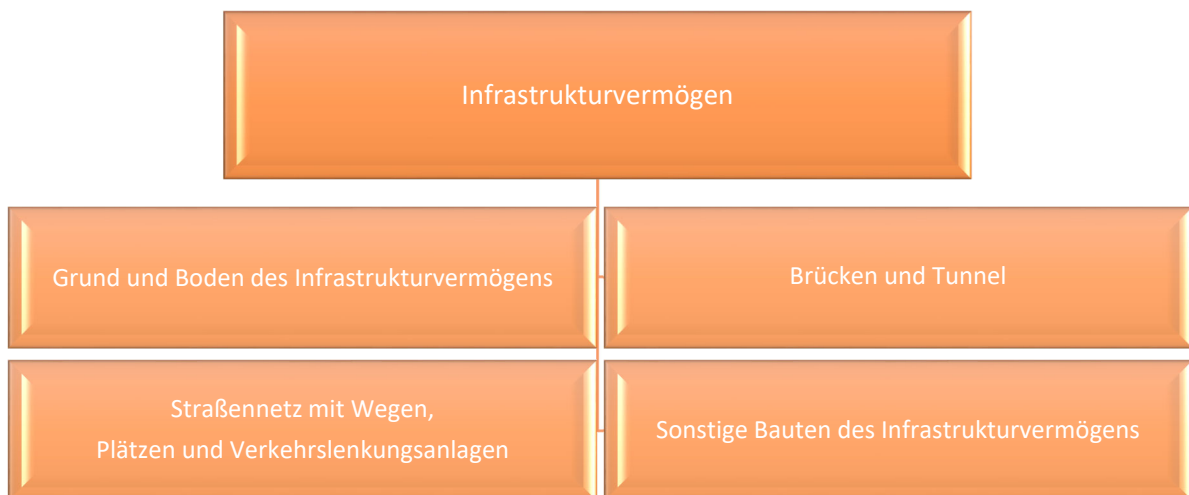 Infrastrukturvermögen
Grund und Boden des Infrastrukturvermögens
Brücken und Tunnel
Straßennetz mit Wegen,
Plätzen und Verkehrslenkungsanlagen
Sonstige Bauten des Infrastrukturvermögens